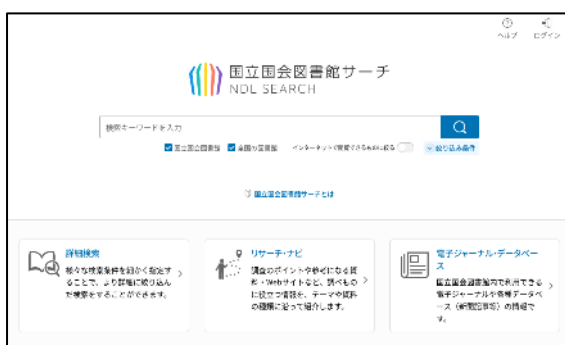 ヘルプ ログイン
国立国会図書館サーチ
NDL SEARCH
検索キーワードを入力
国立国会図書館 全国の図書館 インターネットで閲覧できるものに絞る 絞り込み条件
国立国会図書館サーチとは
詳細検索
様々な検索条件を細かく指定す
ることで、より詳細に絞り込ん
だ検索をすることができます。
リサーチ・ナビ
調査のポイントや参考になる資
料・Webサイトなど、調べもの
に役立つ情報を、テーマや資料
の種類に沿って紹介します。
電子ジャーナル・データベー
ス
国立国会図書館内で利用できる
電子ジャーナルや各種データベ
ース（新聞記事等）の情報で
す。